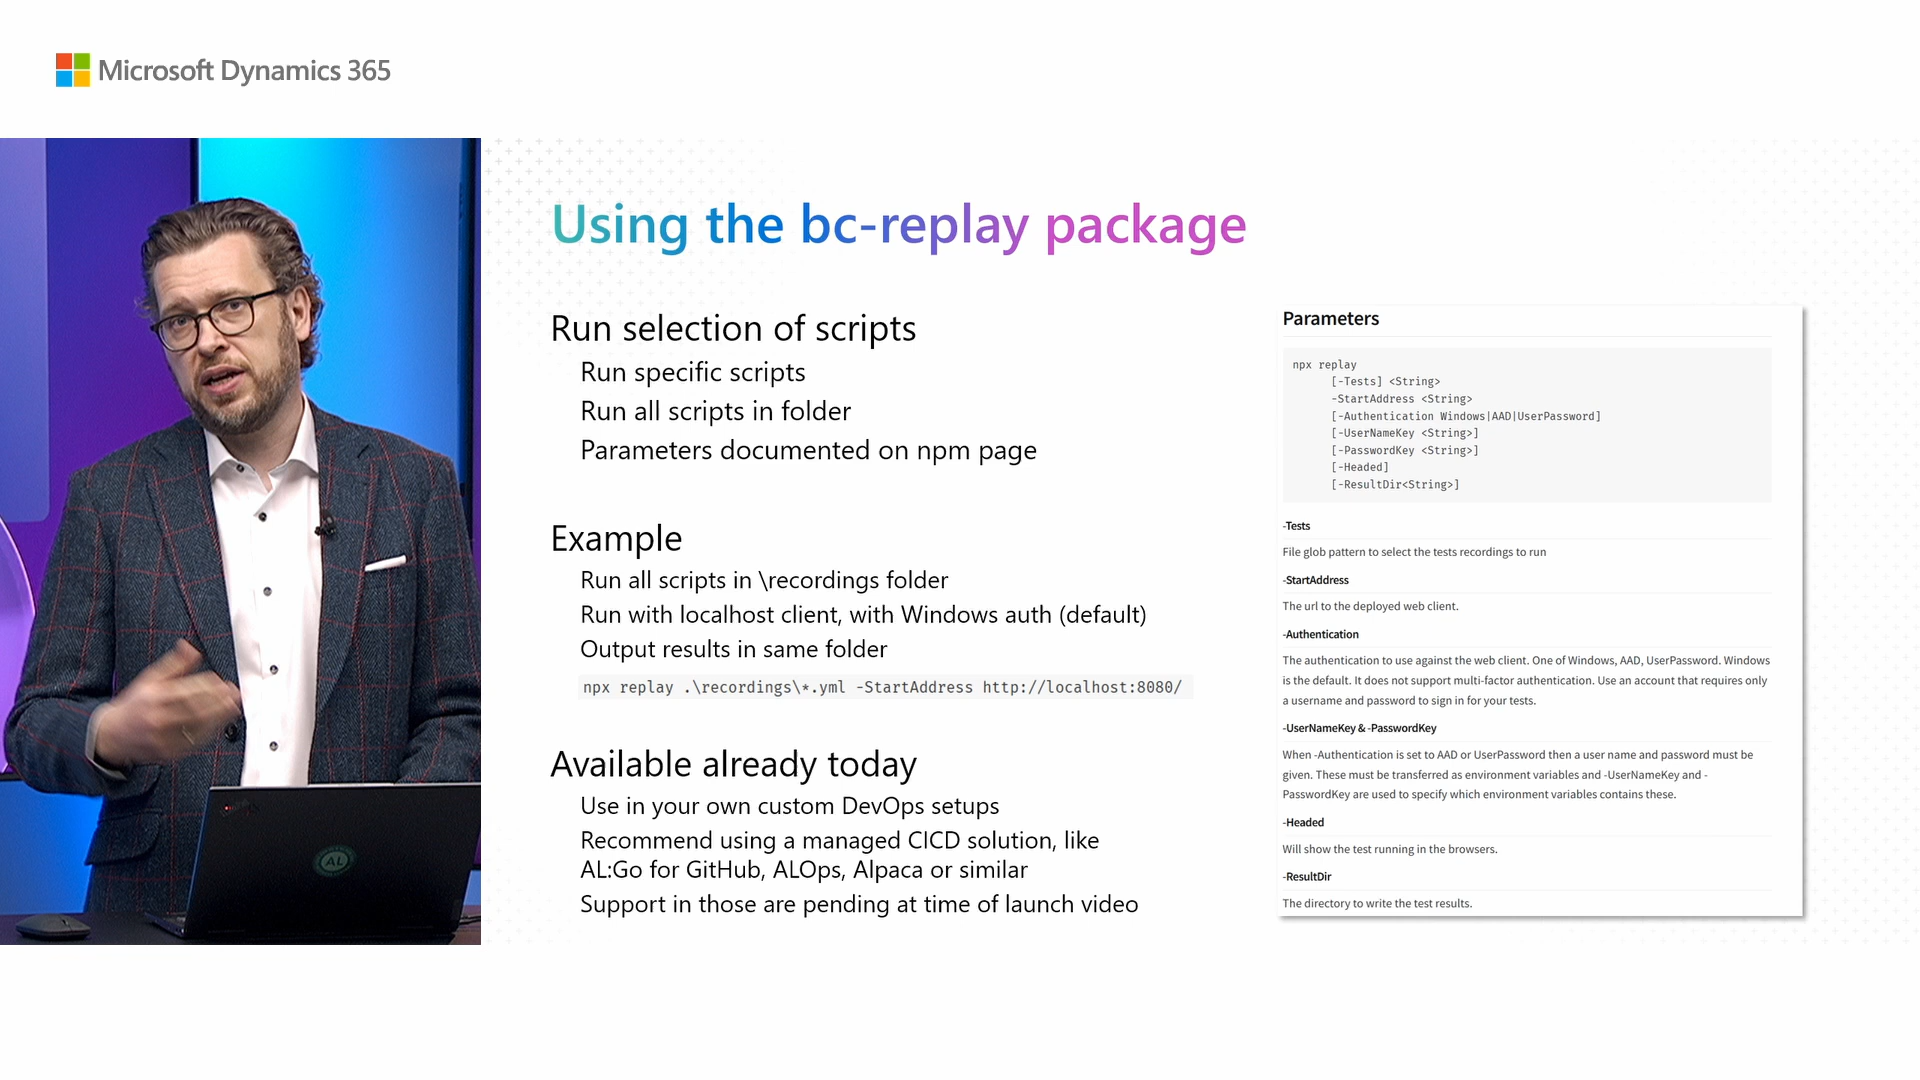 Microsoft Dynamics 365
Using the bc-replay package
Run selection of scripts
Run specific scripts
Run all scripts in folder
Parameters documented on npm page
Example
Run all scripts in \recordings folder
Run with localhost client, with Windows auth (default)
Output results in same folder
npx replay .\recordings\*.yml -StartAddress http://localhost:8080/
Available already today
Use in your own custom DevOps setups
Recommend using a managed CICD solution, like
AL:Go for GitHub, ALOps, Alpaca or similar
Support in those are pending at time of launch video
Parameters
npx replay
[-Tests] <String>
-StartAddress <String>
[-Authentication Windows|AAD|UserPassword]
[-UserNameKey <String>]
[-PasswordKey <String>]
[-Headed]
[-ResultDir<String>]
-Tests
File glob pattern to select the tests recordings to run
-StartAddress
The url to the deployed web client.
-Authentication
The authentication to use against the web client. One of Windows, AAD, UserPassword. Windows
is the default. It does not support multi-factor authentication. Use an account that requires only
a username and password to sign in for your tests.
-UserNameKey & -PasswordKey
When -Authentication is set to AAD or UserPassword then a user name and password must be
given. These must be transferred as environment variables and -UserNameKey and -
PasswordKey are used to specify which environment variables contains these.
-Headed
Will show the test running in the browsers.
-ResultDir
The directory to write the test results.
AL